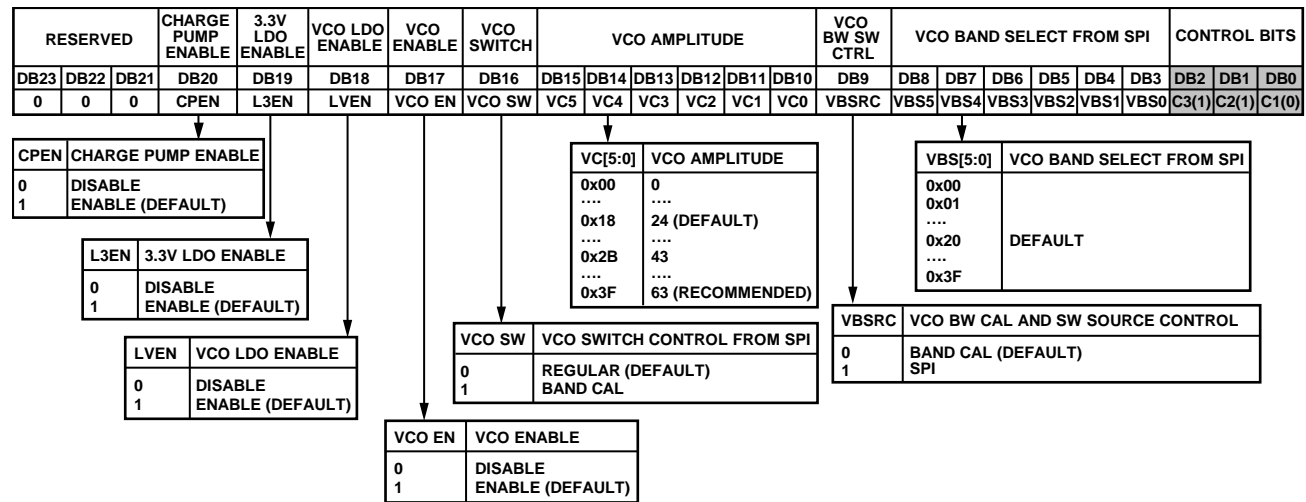 RESERVED CHARGE PUMP ENABLE 3.3V LDO ENABLE VCO LDO ENABLE VCO ENABLE VCO SWITCH VCO AMPLITUDE VCO BW SW CTRL VCO BAND SELECT FROM SPI CONTROL BITS
DB23 DB22 DB21 DB20 DB19 DB18 DB17 DB16 DB15 DB14 DB13 DB12 DB11 DB10 DB9 DB8 DB7 DB6 DB5 DB4 DB3 DB2 DB1 DB0
0 0 0 CPEN L3EN LVEN VCO EN VCO SW VC5 VC4 VC3 VC2 VC1 VC0 VBSRC VBS5 VBS4 VBS3 VBS2 VBS1 VBS0 C3(1) C2(1) C1(0)
CPEN CHARGE PUMP ENABLE
0 DISABLE
1 ENABLE (DEFAULT)
VC[5:0] VCO AMPLITUDE
0x00 0
.... ....
0x18 24 (DEFAULT)
.... ....
0x2B 43
.... ....
0x3F 63 (RECOMMENDED)
VBS[5:0] VCO BAND SELECT FROM SPI
0x00
0x01
....
0x20 DEFAULT
....
0x3F
L3EN 3.3V LDO ENABLE
0 DISABLE
1 ENABLE (DEFAULT)
VBSRC VCO BW CAL AND SW SOURCE CONTROL
0 BAND CAL (DEFAULT)
1 SPI
VCO SW VCO SWITCH CONTROL FROM SPI
0 REGULAR (DEFAULT)
1 BAND CAL
LVEN VCO LDO ENABLE
0 DISABLE
1 ENABLE (DEFAULT)
VCO EN VCO ENABLE
0 DISABLE
1 ENABLE (DEFAULT)